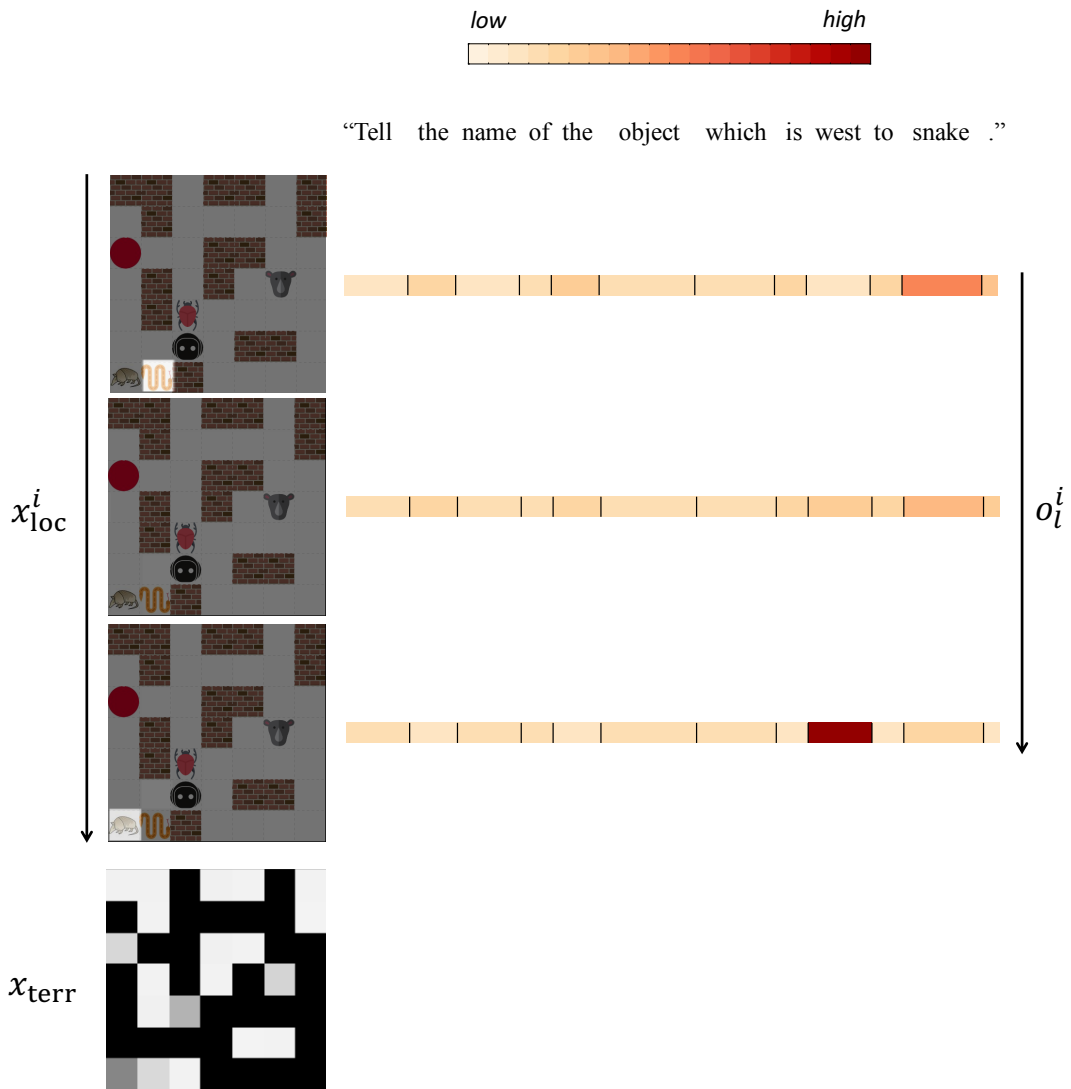 low high
“Tell the name of the object which is west to snake .”
x_loc^i
o_l^i
x_terr